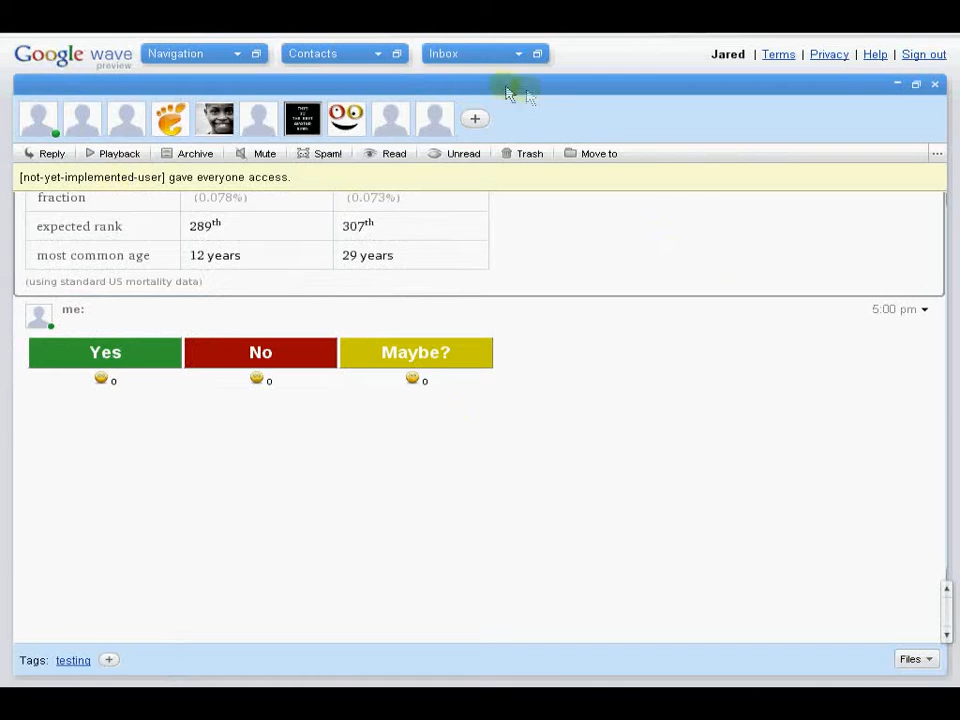 Google wave
preview
Navigation
Contacts
Inbox
Jared | Terms | Privacy | Help | Sign out
Reply Playback Archive Mute Spam! Read Unread Trash Move to ...
[not-yet-implemented-user] gave everyone access.
fraction (0.078%) (0.073%)
expected rank 289th 307th
most common age 12 years 29 years
(using standard US mortality data)
me: 5:00 pm
Yes No Maybe?
0 0 0
Tags: testing
Files